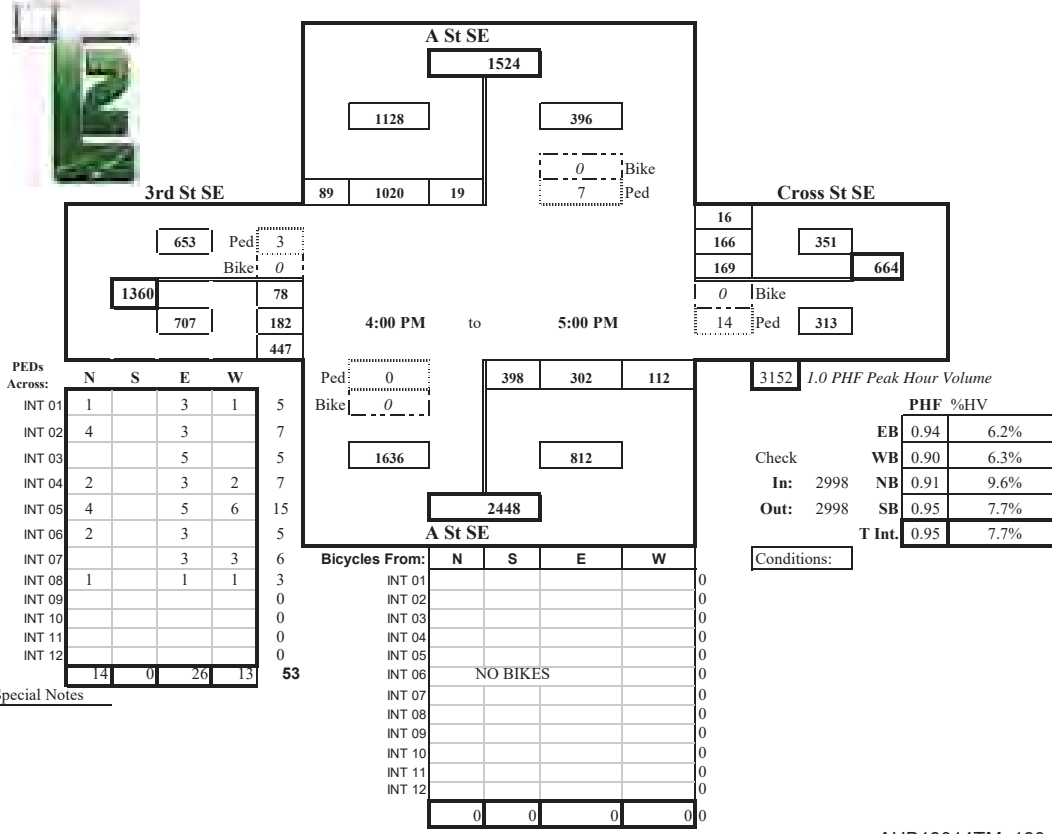 A St SE
1524
1128 396
0 Bike
3rd St SE 89 1020 19 7 Ped Cross St SE
16
653 Ped 3 166 351
Bike 0 169 664
1360 78 0 Bike
707 182 4:00 PM to 5:00 PM 14 Ped 313
447
PEDs
Across: N S E W Ped 0 398 302 112 3152 1.0 PHF Peak Hour Volume
INT 01 1 3 1 5 Bike 0 PHF %HV
INT 02 4 3 7 EB 0.94 6.2%
INT 03 5 5 1636 812 Check WB 0.90 6.3%
INT 04 2 3 2 7 In: 2998 NB 0.91 9.6%
INT 05 4 5 6 15 2448 Out: 2998 SB 0.95 7.7%
INT 06 2 3 5 A St SE T Int. 0.95 7.7%
INT 07 3 3 6 Bicycles From: N S E W Conditions:
INT 08 1 1 1 3 INT 01 0
INT 09 0 INT 02 0
INT 10 0 INT 03 0
INT 11 0 INT 04 0
INT 12 0 INT 05 0
14 0 26 13 53 INT 06 NO BIKES 0
Special Notes INT 07 0
INT 08 0
INT 09 0
INT 10 0
INT 11 0
INT 12 0
0 0 0 0 0